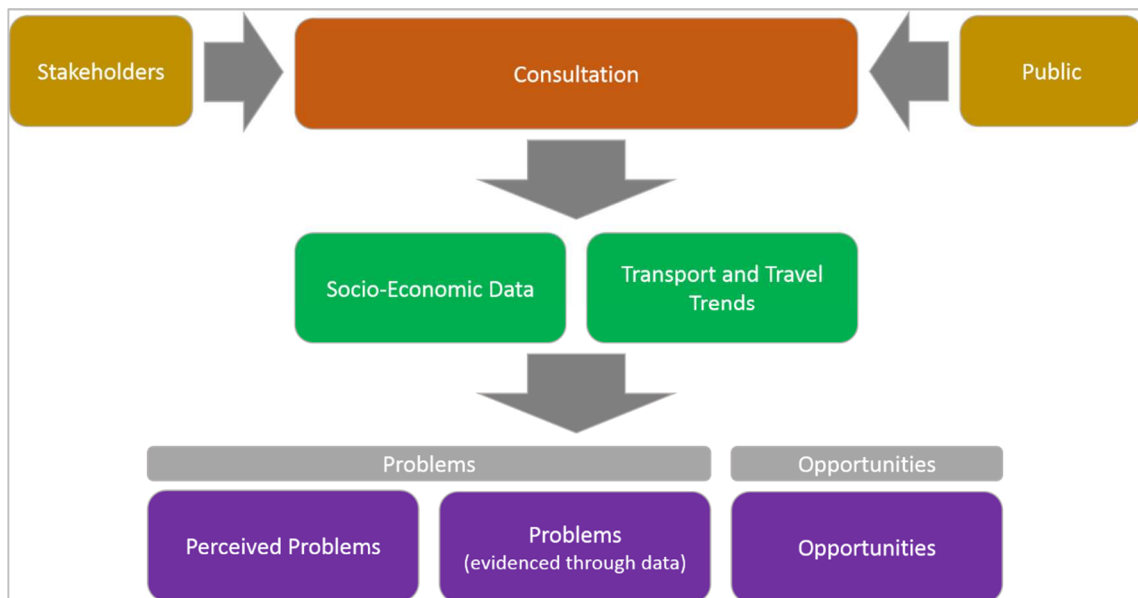 Stakeholders
Consultation
Public
Socio-Economic Data
Transport and Travel
Trends
Problems
Opportunities
Perceived Problems
Problems
(evidenced through data)
Opportunities